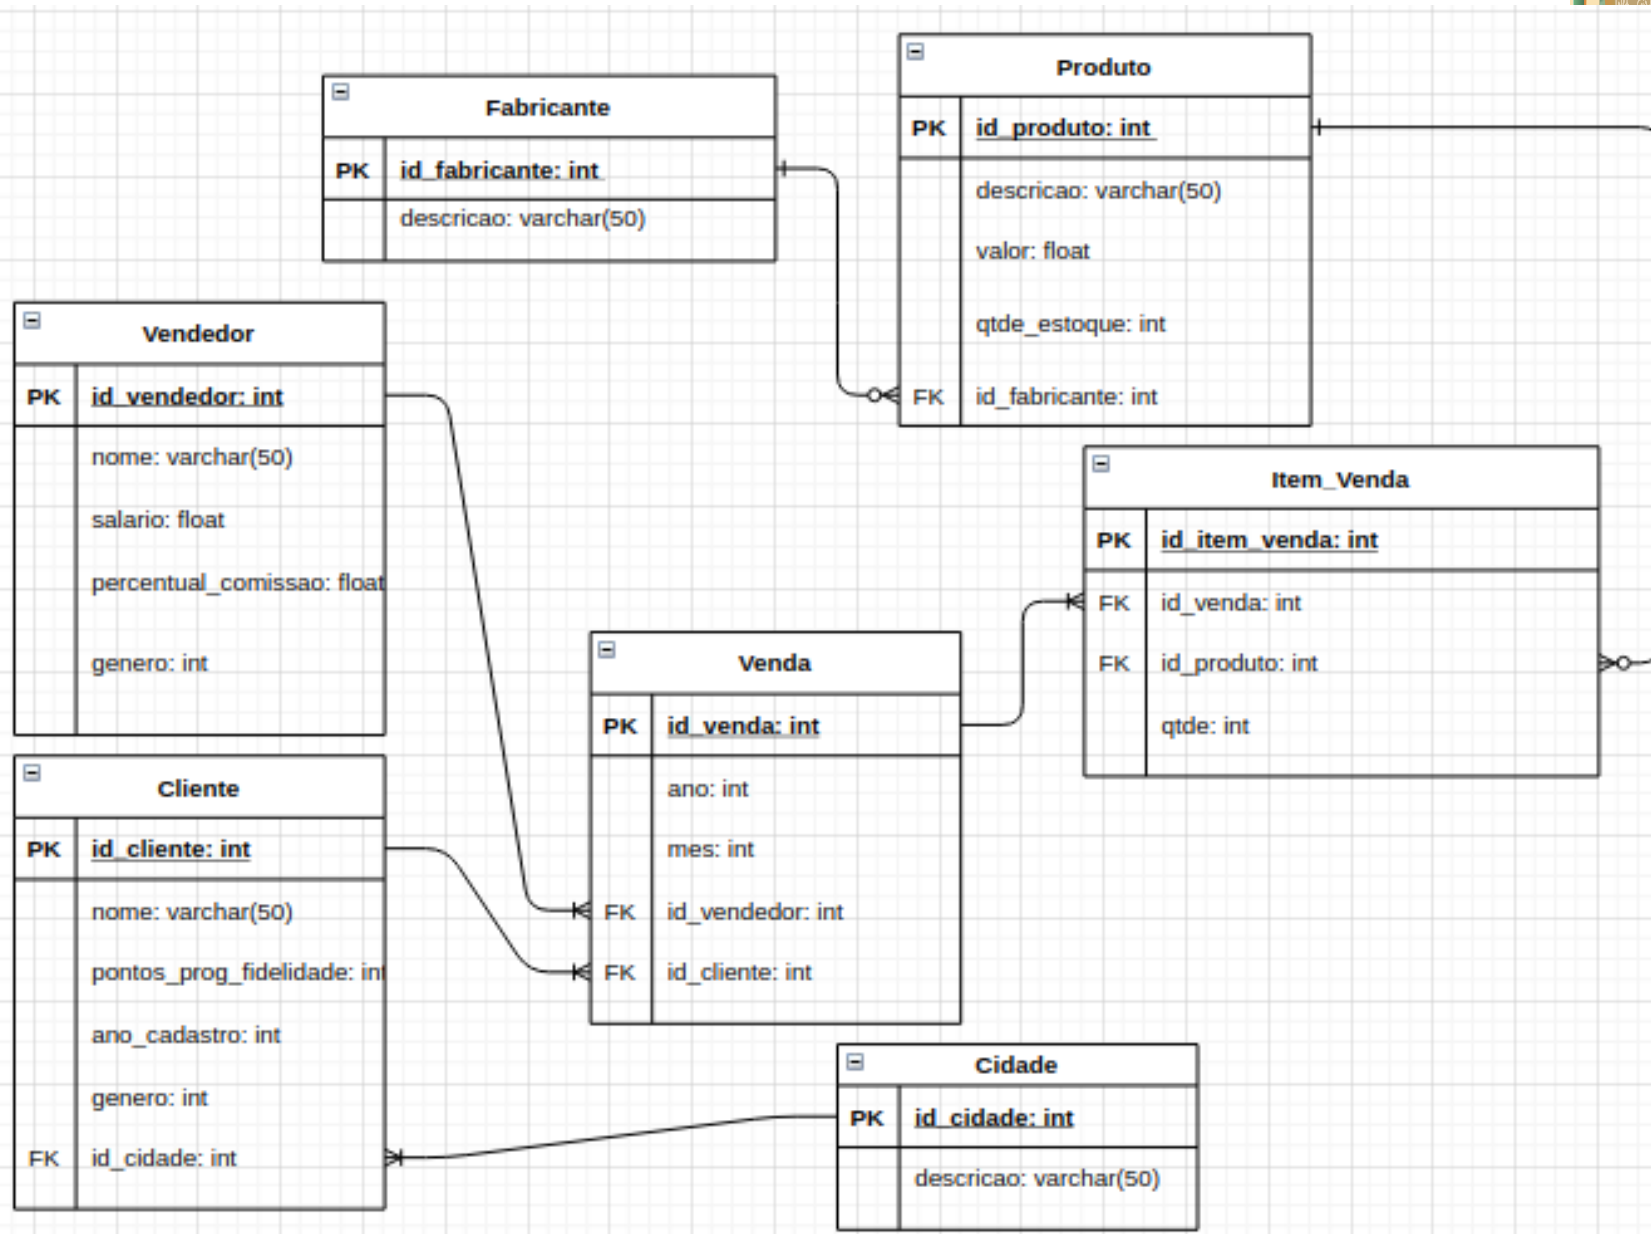 Fabricante
PK id_fabricante: int
descricao: varchar(50)
Produto
PK id_produto: int
descricao: varchar(50)
valor: float
qtde_estoque: int
FK id_fabricante: int
Vendedor
PK id_vendedor: int
nome: varchar(50)
salario: float
percentual_comissao: float
genero: int
Item_Venda
PK id_item_venda: int
FK id_venda: int
FK id_produto: int
qtde: int
Venda
PK id_venda: int
ano: int
mes: int
FK id_vendedor: int
FK id_cliente: int
Cliente
PK id_cliente: int
nome: varchar(50)
pontos_prog_fidelidade: int
ano_cadastro: int
genero: int
FK id_cidade: int
Cidade
PK id_cidade: int
descricao: varchar(50)